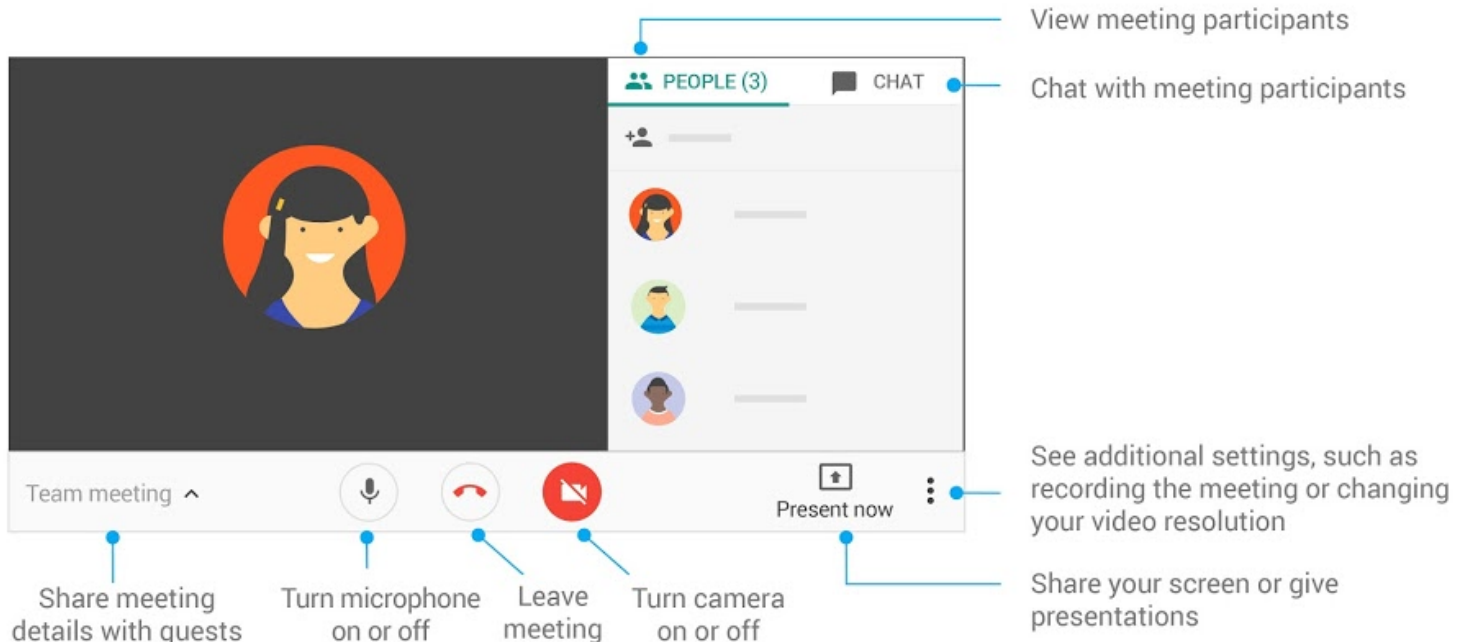 View meeting participants
PEOPLE (3)
CHAT
Chat with meeting participants
Team meeting
Present now
See additional settings, such as
recording the meeting or changing
your video resolution
Share meeting
details with guests
Turn microphone
on or off
Leave
meeting
Turn camera
on or off
Share your screen or give
presentations